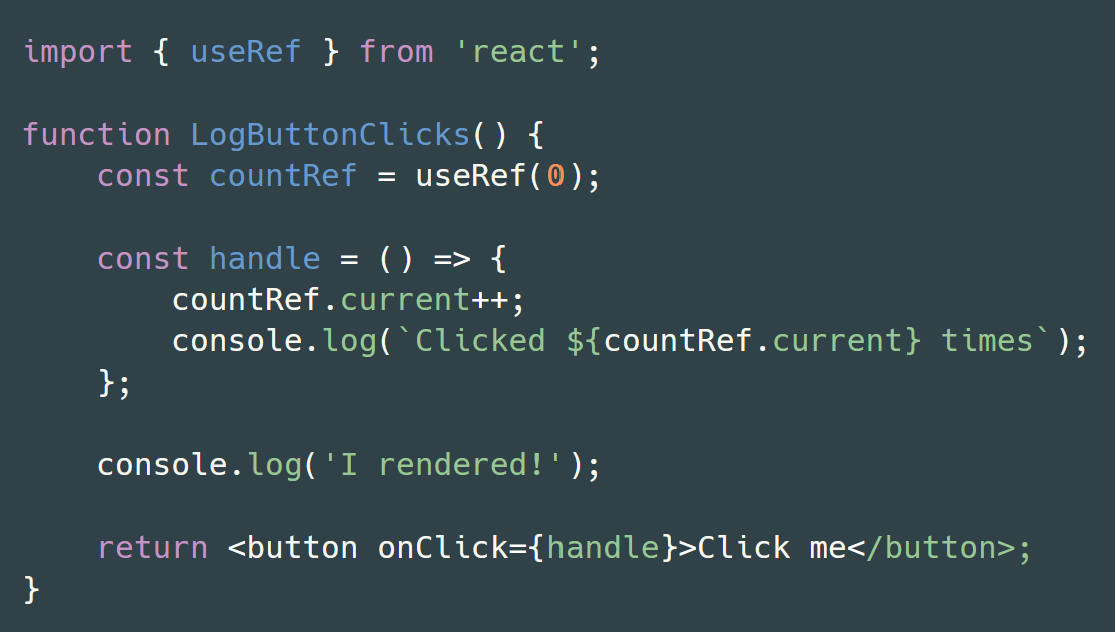 import { useRef } from 'react';

function LogButtonClicks() {
    const countRef = useRef(0);

    const handle = () => {
        countRef.current++;
        console.log(`Clicked ${countRef.current} times`);
    };

    console.log('I rendered!');

    return <button onClick={handle}>Click me</button>;
}